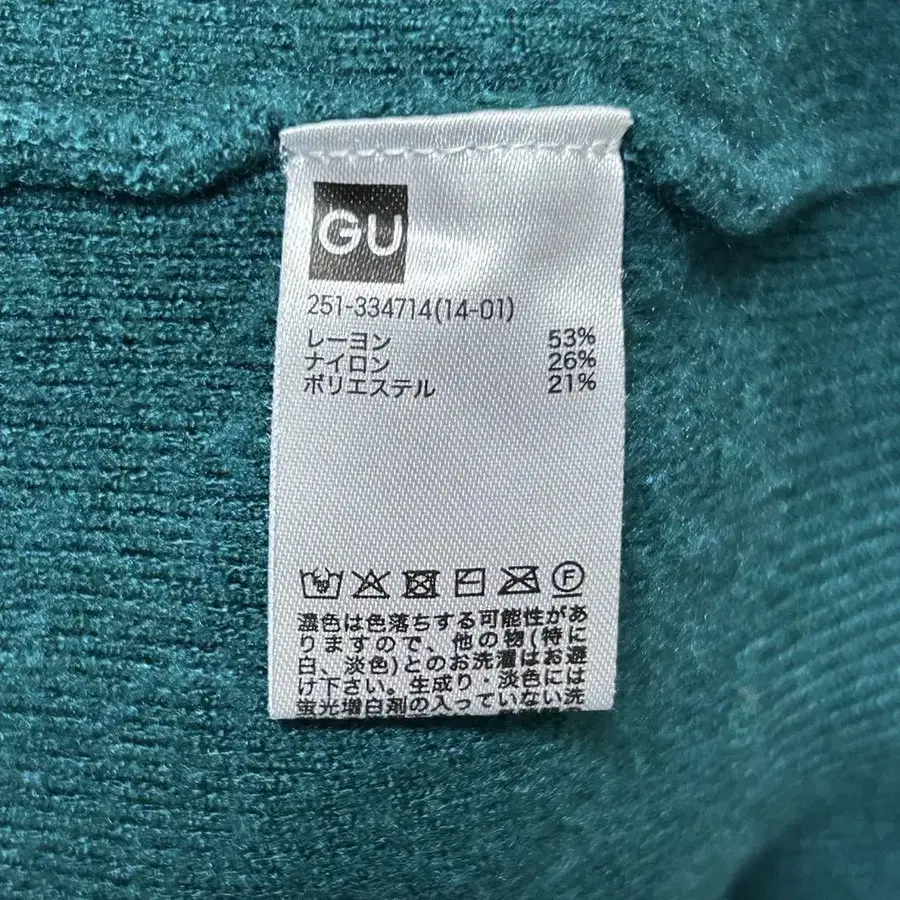 GU
251-334714(14-01)
レーヨン 53%
ナイロン 26%
ポリエステル 21%
F
濃色は色落ちする可能性があ
りますので、他の物(特に
白、淡色)とのお洗濯はお避
け下さい。生成り・淡色には
蛍光増白剤の入っていない洗